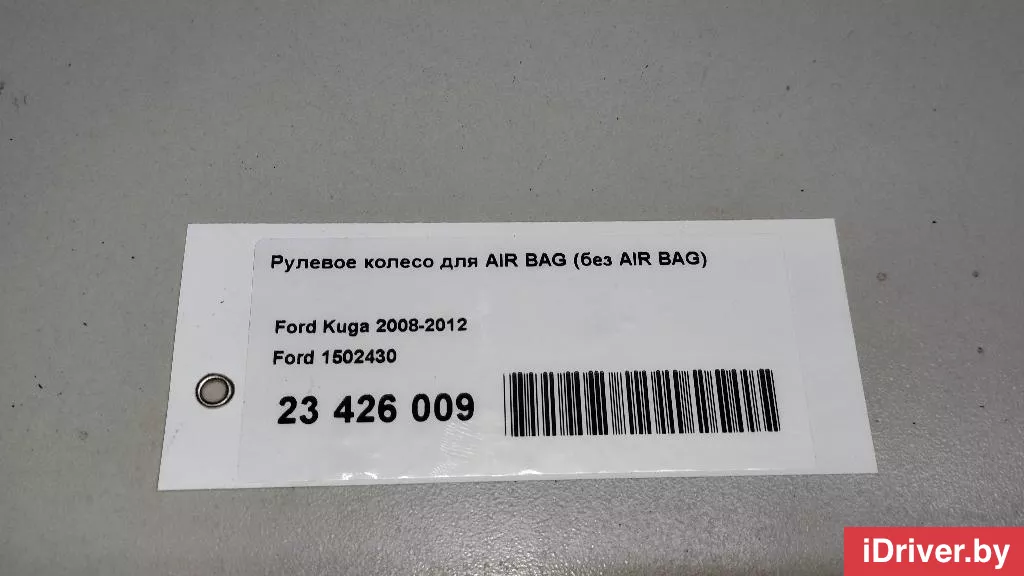 Рулевое колесо для AIR BAG (без AIR BAG)
Ford Kuga 2008-2012
Ford 1502430
23 426 009
iDriver.by